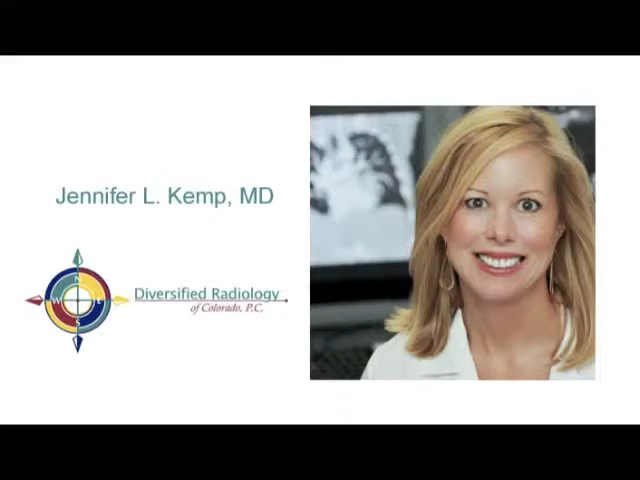 Jennifer L. Kemp, MD
N
W E
S
Diversified Radiology
of Colorado, P.C.